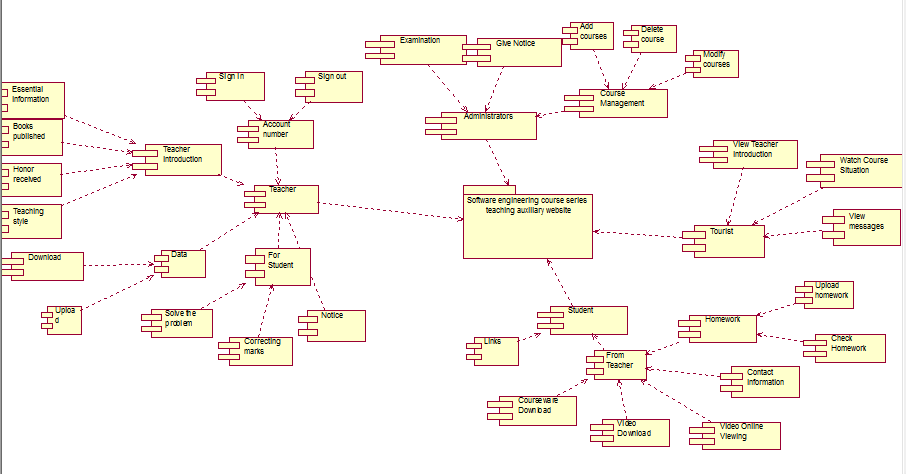 Add
courses
Delete
course
Examination
Give Notice
Modify
courses
Sign in
Sign out
Essential
Information
Course
Management
Books
published
Account
number
Administrators
Teacher
Introduction
View Teacher
Introduction
Honor
received
Watch Course
Situation
Teacher
Software engineering course series
teaching auxiliary website
Teaching
style
View
messages
Tourist
Download
Data
For
Student
Upload
homework
Uploa
d
Solve the
problem
Notice
Student
Homework
Correcting
marks
Links
Check
Homework
From
Teacher
Contact
Information
Courseware
Download
Video
Download
Video Online
Viewing